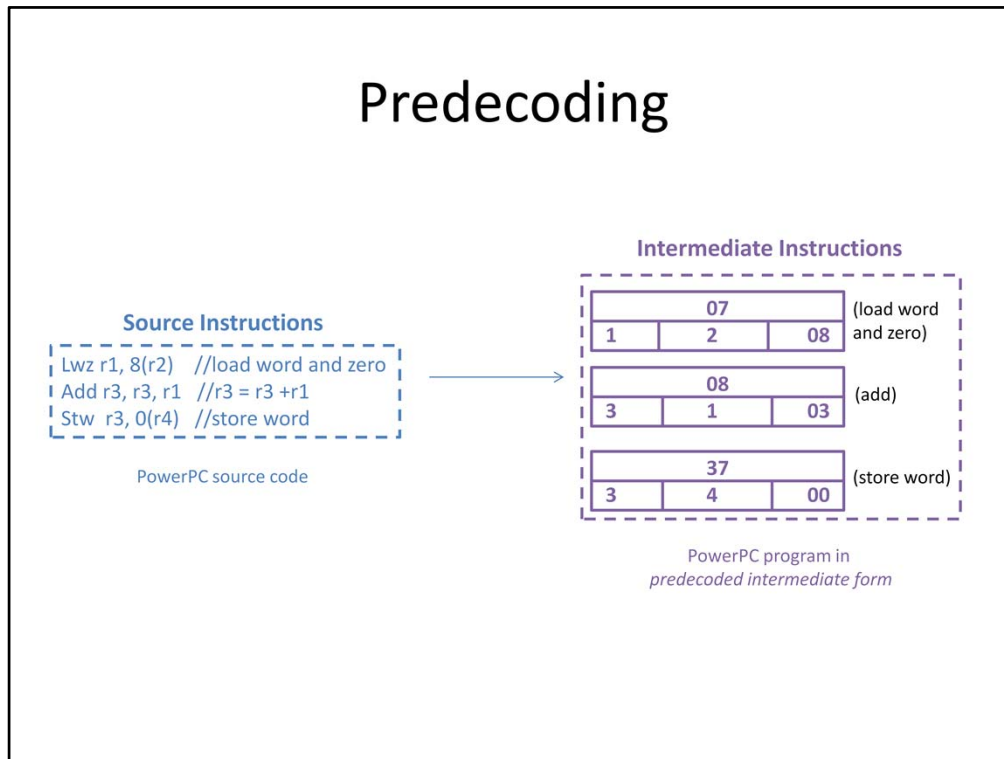 Predecoding
Source Instructions
Lwz r1, 8(r2) //load word and zero
Add r3, r3, r1 //r3 = r3 +r1
Stw r3, 0(r4) //store word
PowerPC source code
Intermediate Instructions
07
1 2 08
(load word
and zero)
08
3 1 03
(add)
37
3 4 00
(store word)
PowerPC program in
predecoded intermediate form